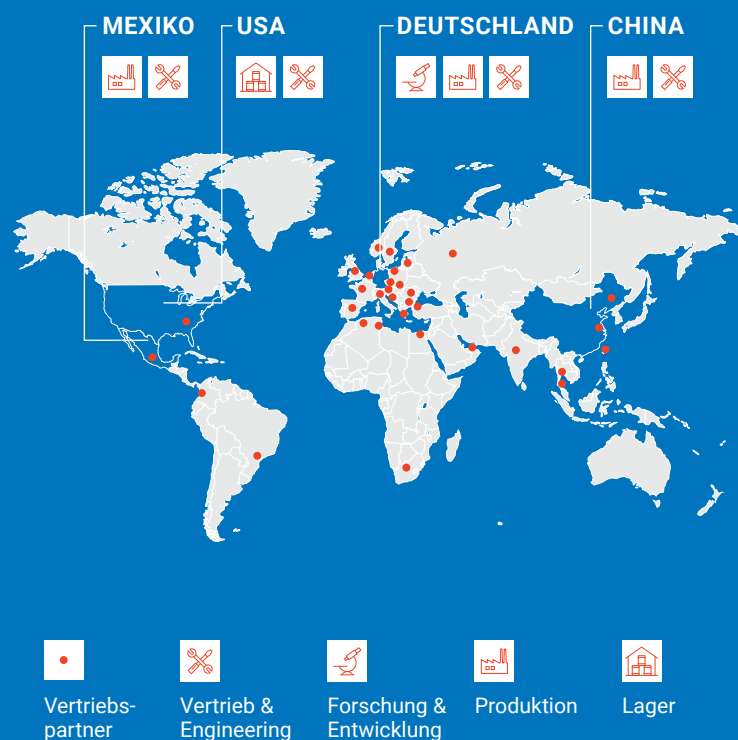 MEXIKO
USA
DEUTSCHLAND
CHINA
Vertriebs-
partner
Vertrieb &
Engineering
Forschung &
Entwicklung
Produktion
Lager